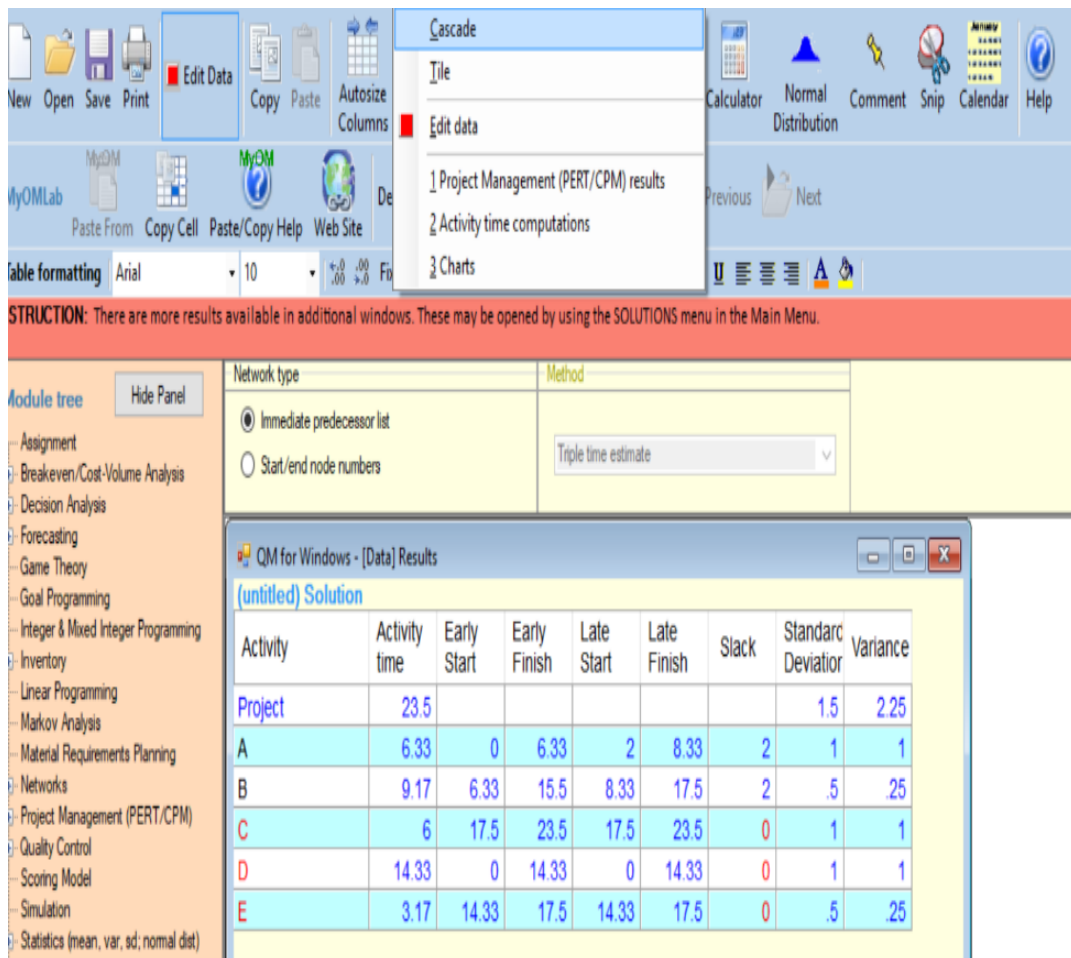 Cascade
Tile
Edit data
1 Project Management (PERT/CPM) results
2 Activity time computations
3 Charts
New Open Save Print Edit Data Copy Paste Autosize Columns Calculator Normal Distribution Comment Snip Calendar Help
January
MyOMLab MyOM Paste From Copy Cell MyOM Paste/Copy Help Web Site De Previous Next
Table formatting Arial 10 Fi U A
STRUCTION: There are more results available in additional windows. These may be opened by using the SOLUTIONS menu in the Main Menu.
Module tree Hide Panel
Assignment
Breakeven/Cost-Volume Analysis
Decision Analysis
Forecasting
Game Theory
Goal Programming
Integer & Mixed Integer Programming
Inventory
Linear Programming
Markov Analysis
Material Requirements Planning
Networks
Project Management (PERT/CPM)
Quality Control
Scoring Model
Simulation
Statistics (mean, var, sd; normal dist)
Network type
Immediate predecessor list
Start/end node numbers
Method
Triple time estimate
QM for Windows - [Data] Results
(untitled) Solution
Activity Activity time Early Start Early Finish Late Start Late Finish Slack Standard Deviation Variance
Project 23.5 1.5 2.25
A 6.33 0 6.33 2 8.33 2 1 1
B 9.17 6.33 15.5 8.33 17.5 2 .5 .25
C 6 17.5 23.5 17.5 23.5 0 1 1
D 14.33 0 14.33 0 14.33 0 1 1
E 3.17 14.33 17.5 14.33 17.5 0 .5 .25